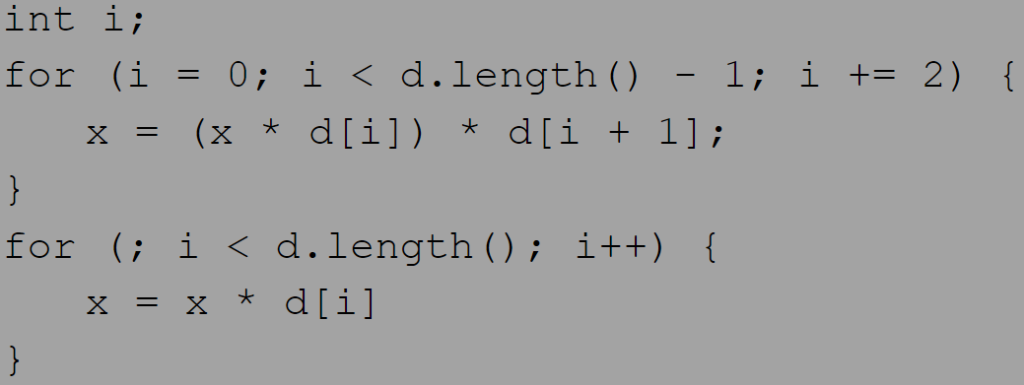 int i;
for (i = 0; i < d.length() - 1; i += 2) {
    x = (x * d[i]) * d[i + 1];
}
for (; i < d.length(); i++) {
    x = x * d[i]
}